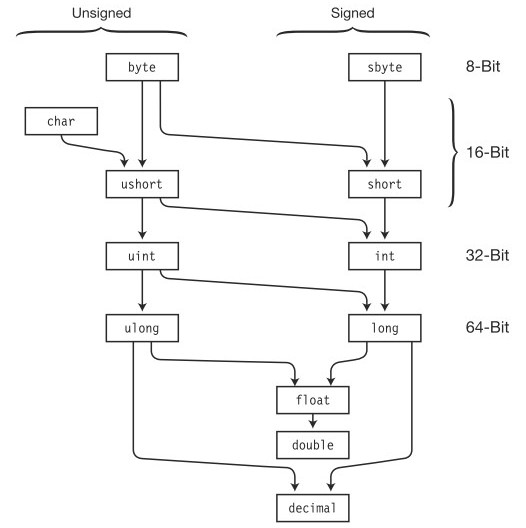 Unsigned Signed
byte sbyte 8-Bit
char
16-Bit
ushort short
uint int 32-Bit
ulong long 64-Bit
float
double
decimal